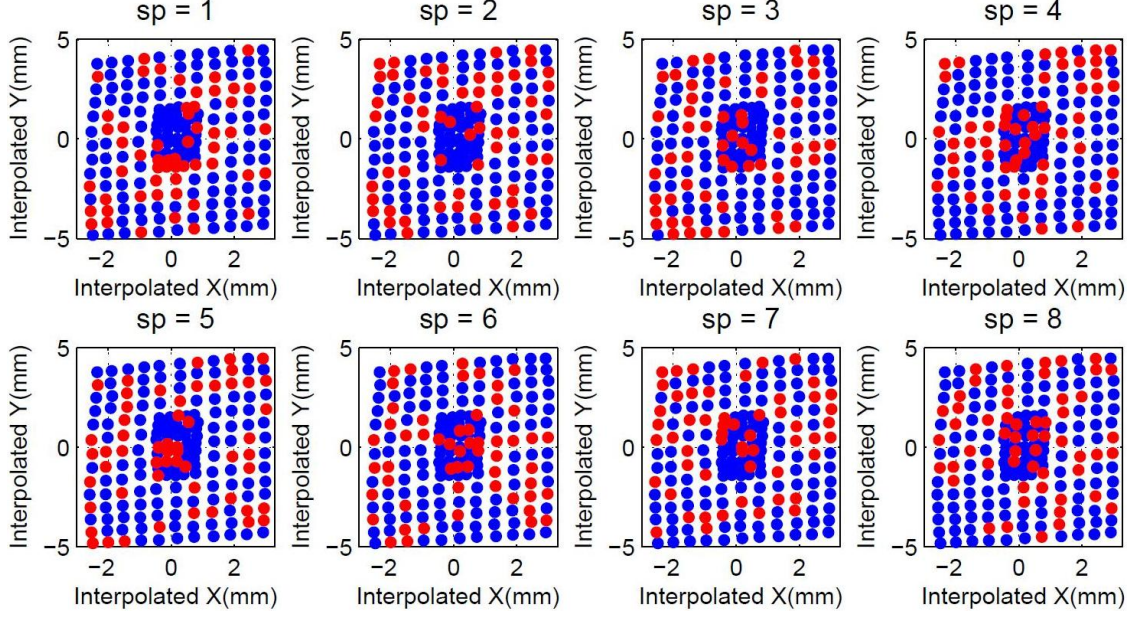 sp = 1
sp = 2
sp = 3
sp = 4
5
0
−5
Interpolated Y(mm)
−2
0
2
Interpolated X(mm)
5
0
−5
Interpolated Y(mm)
−2
0
2
Interpolated X(mm)
5
0
−5
Interpolated Y(mm)
−2
0
2
Interpolated X(mm)
5
0
−5
Interpolated Y(mm)
−2
0
2
Interpolated X(mm)
sp = 5
sp = 6
sp = 7
sp = 8
5
0
−5
Interpolated Y(mm)
−2
0
2
Interpolated X(mm)
5
0
−5
Interpolated Y(mm)
−2
0
2
Interpolated X(mm)
5
0
−5
Interpolated Y(mm)
−2
0
2
Interpolated X(mm)
5
0
−5
Interpolated Y(mm)
−2
0
2
Interpolated X(mm)